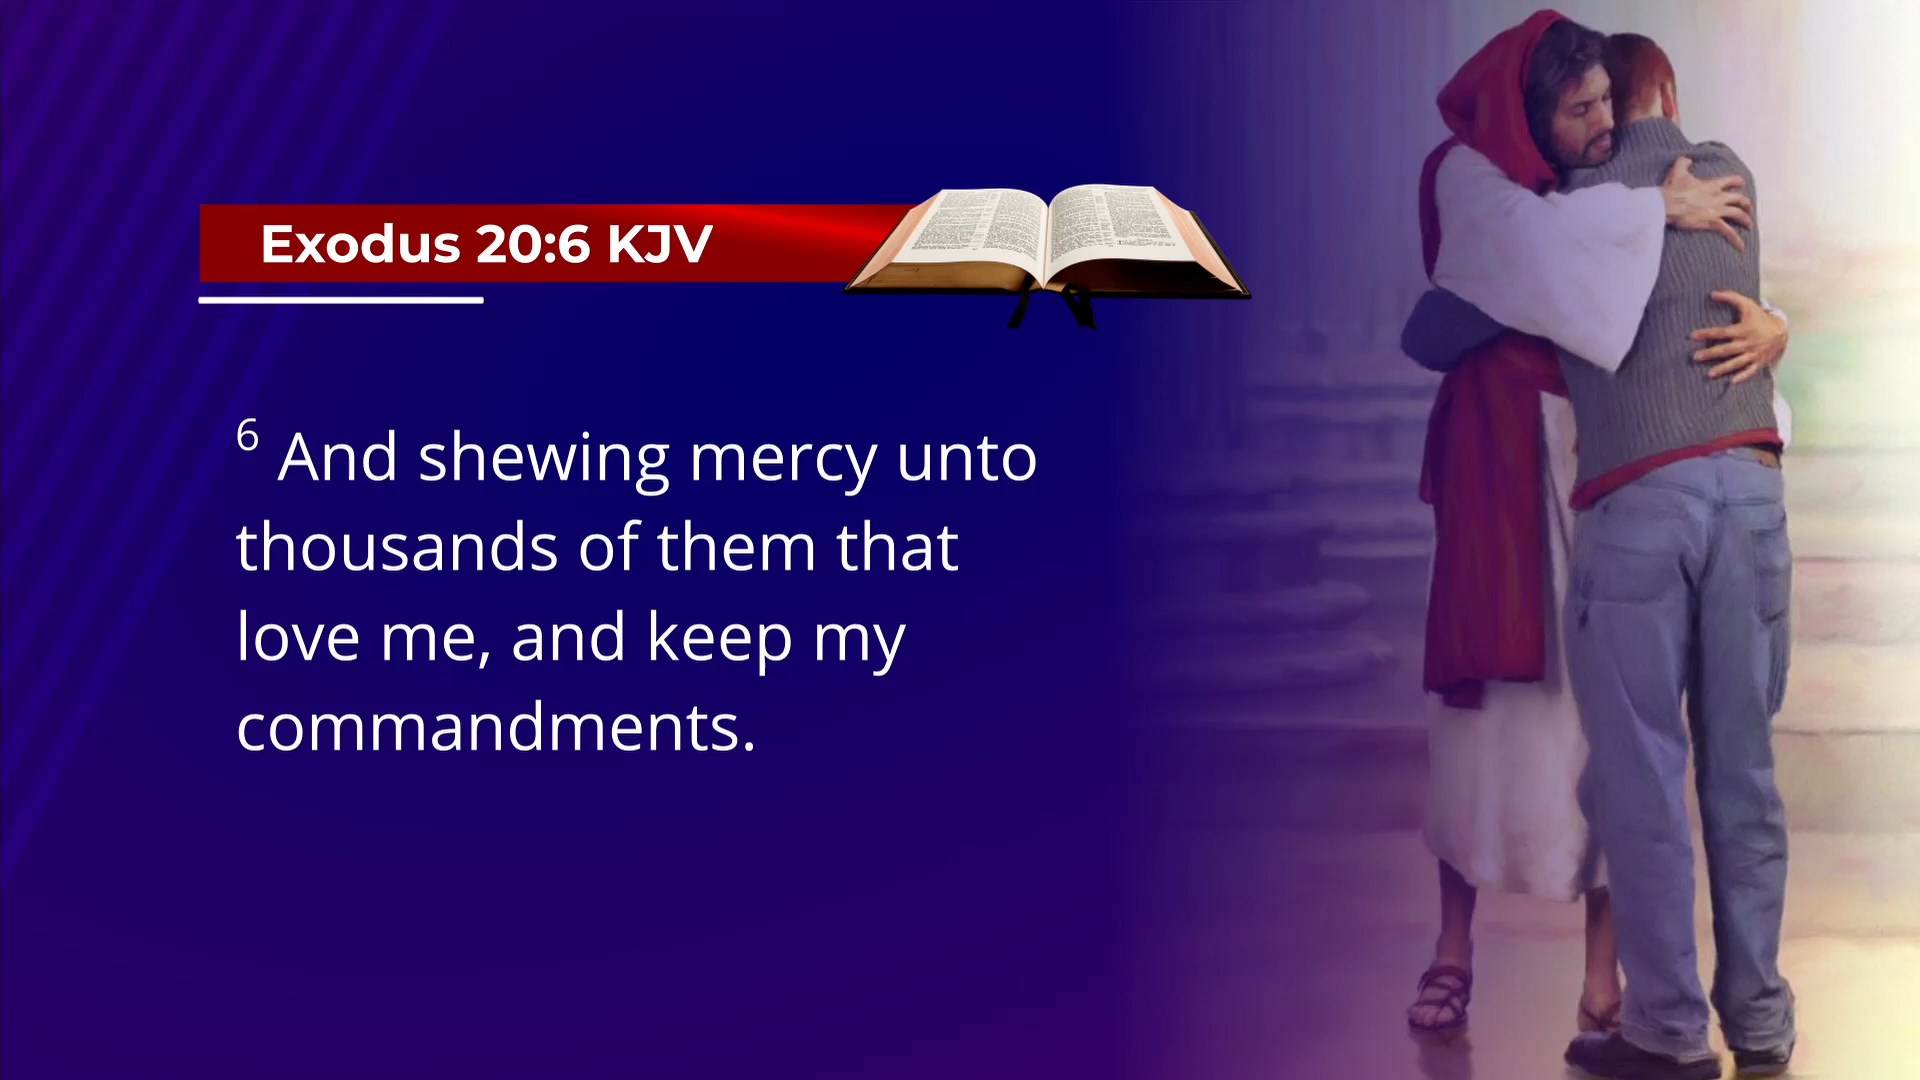 Exodus 20:6 KJV
6 And shewing mercy unto
thousands of them that
love me, and keep my
commandments.